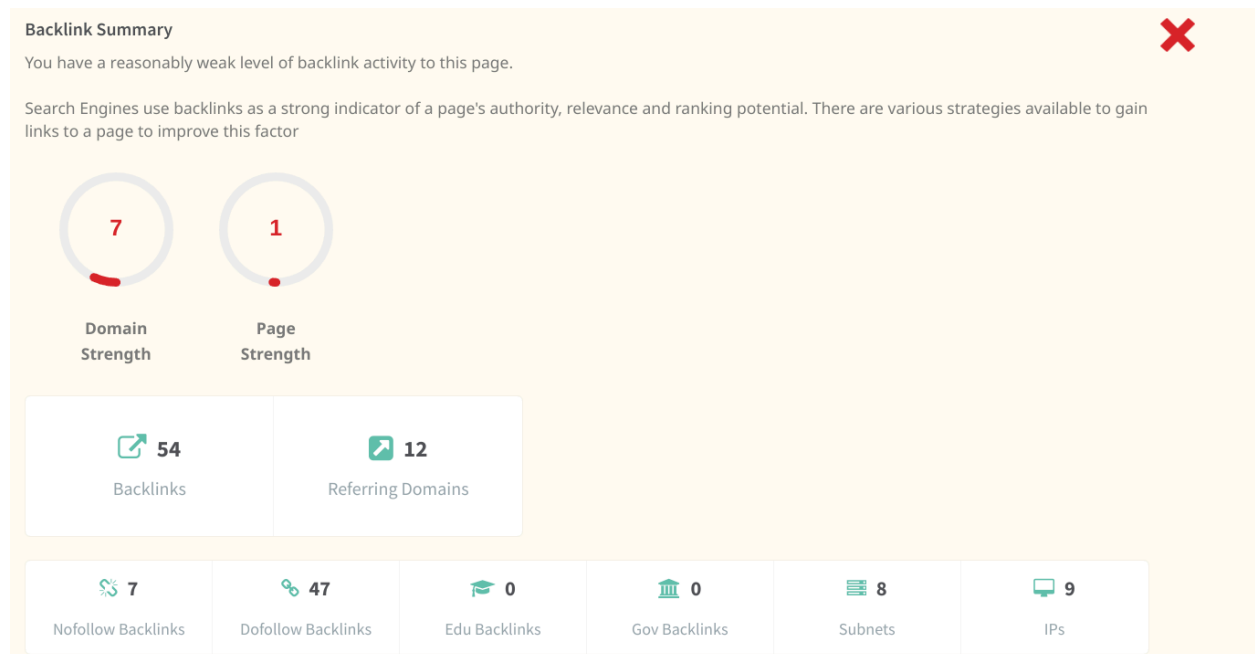 Backlink Summary
You have a reasonably weak level of backlink activity to this page.
Search Engines use backlinks as a strong indicator of a page's authority, relevance and ranking potential. There are various strategies available to gain
links to a page to improve this factor
7
1
Domain
Strength
Page
Strength
54
Backlinks
12
Referring Domains
7
Nofollow Backlinks
47
Dofollow Backlinks
0
Edu Backlinks
0
Gov Backlinks
8
Subnets
9
IPs